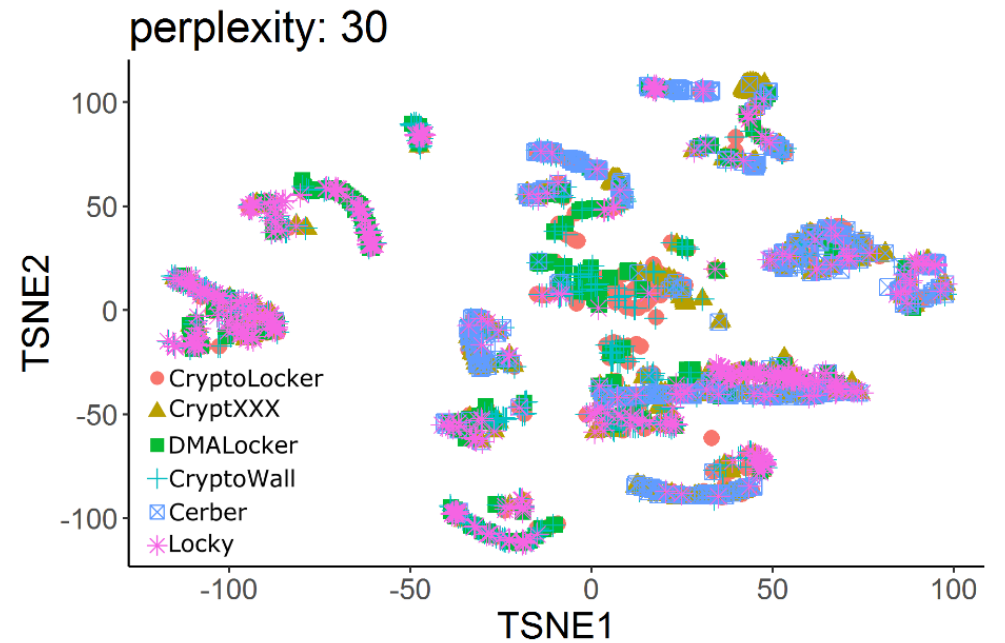 perplexity: 30
TSNE2
100
50
0
-50
-100
CryptoLocker
CryptXXX
DMALocker
CryptoWall
Cerber
Locky
-100
-50
0
50
100
TSNE1